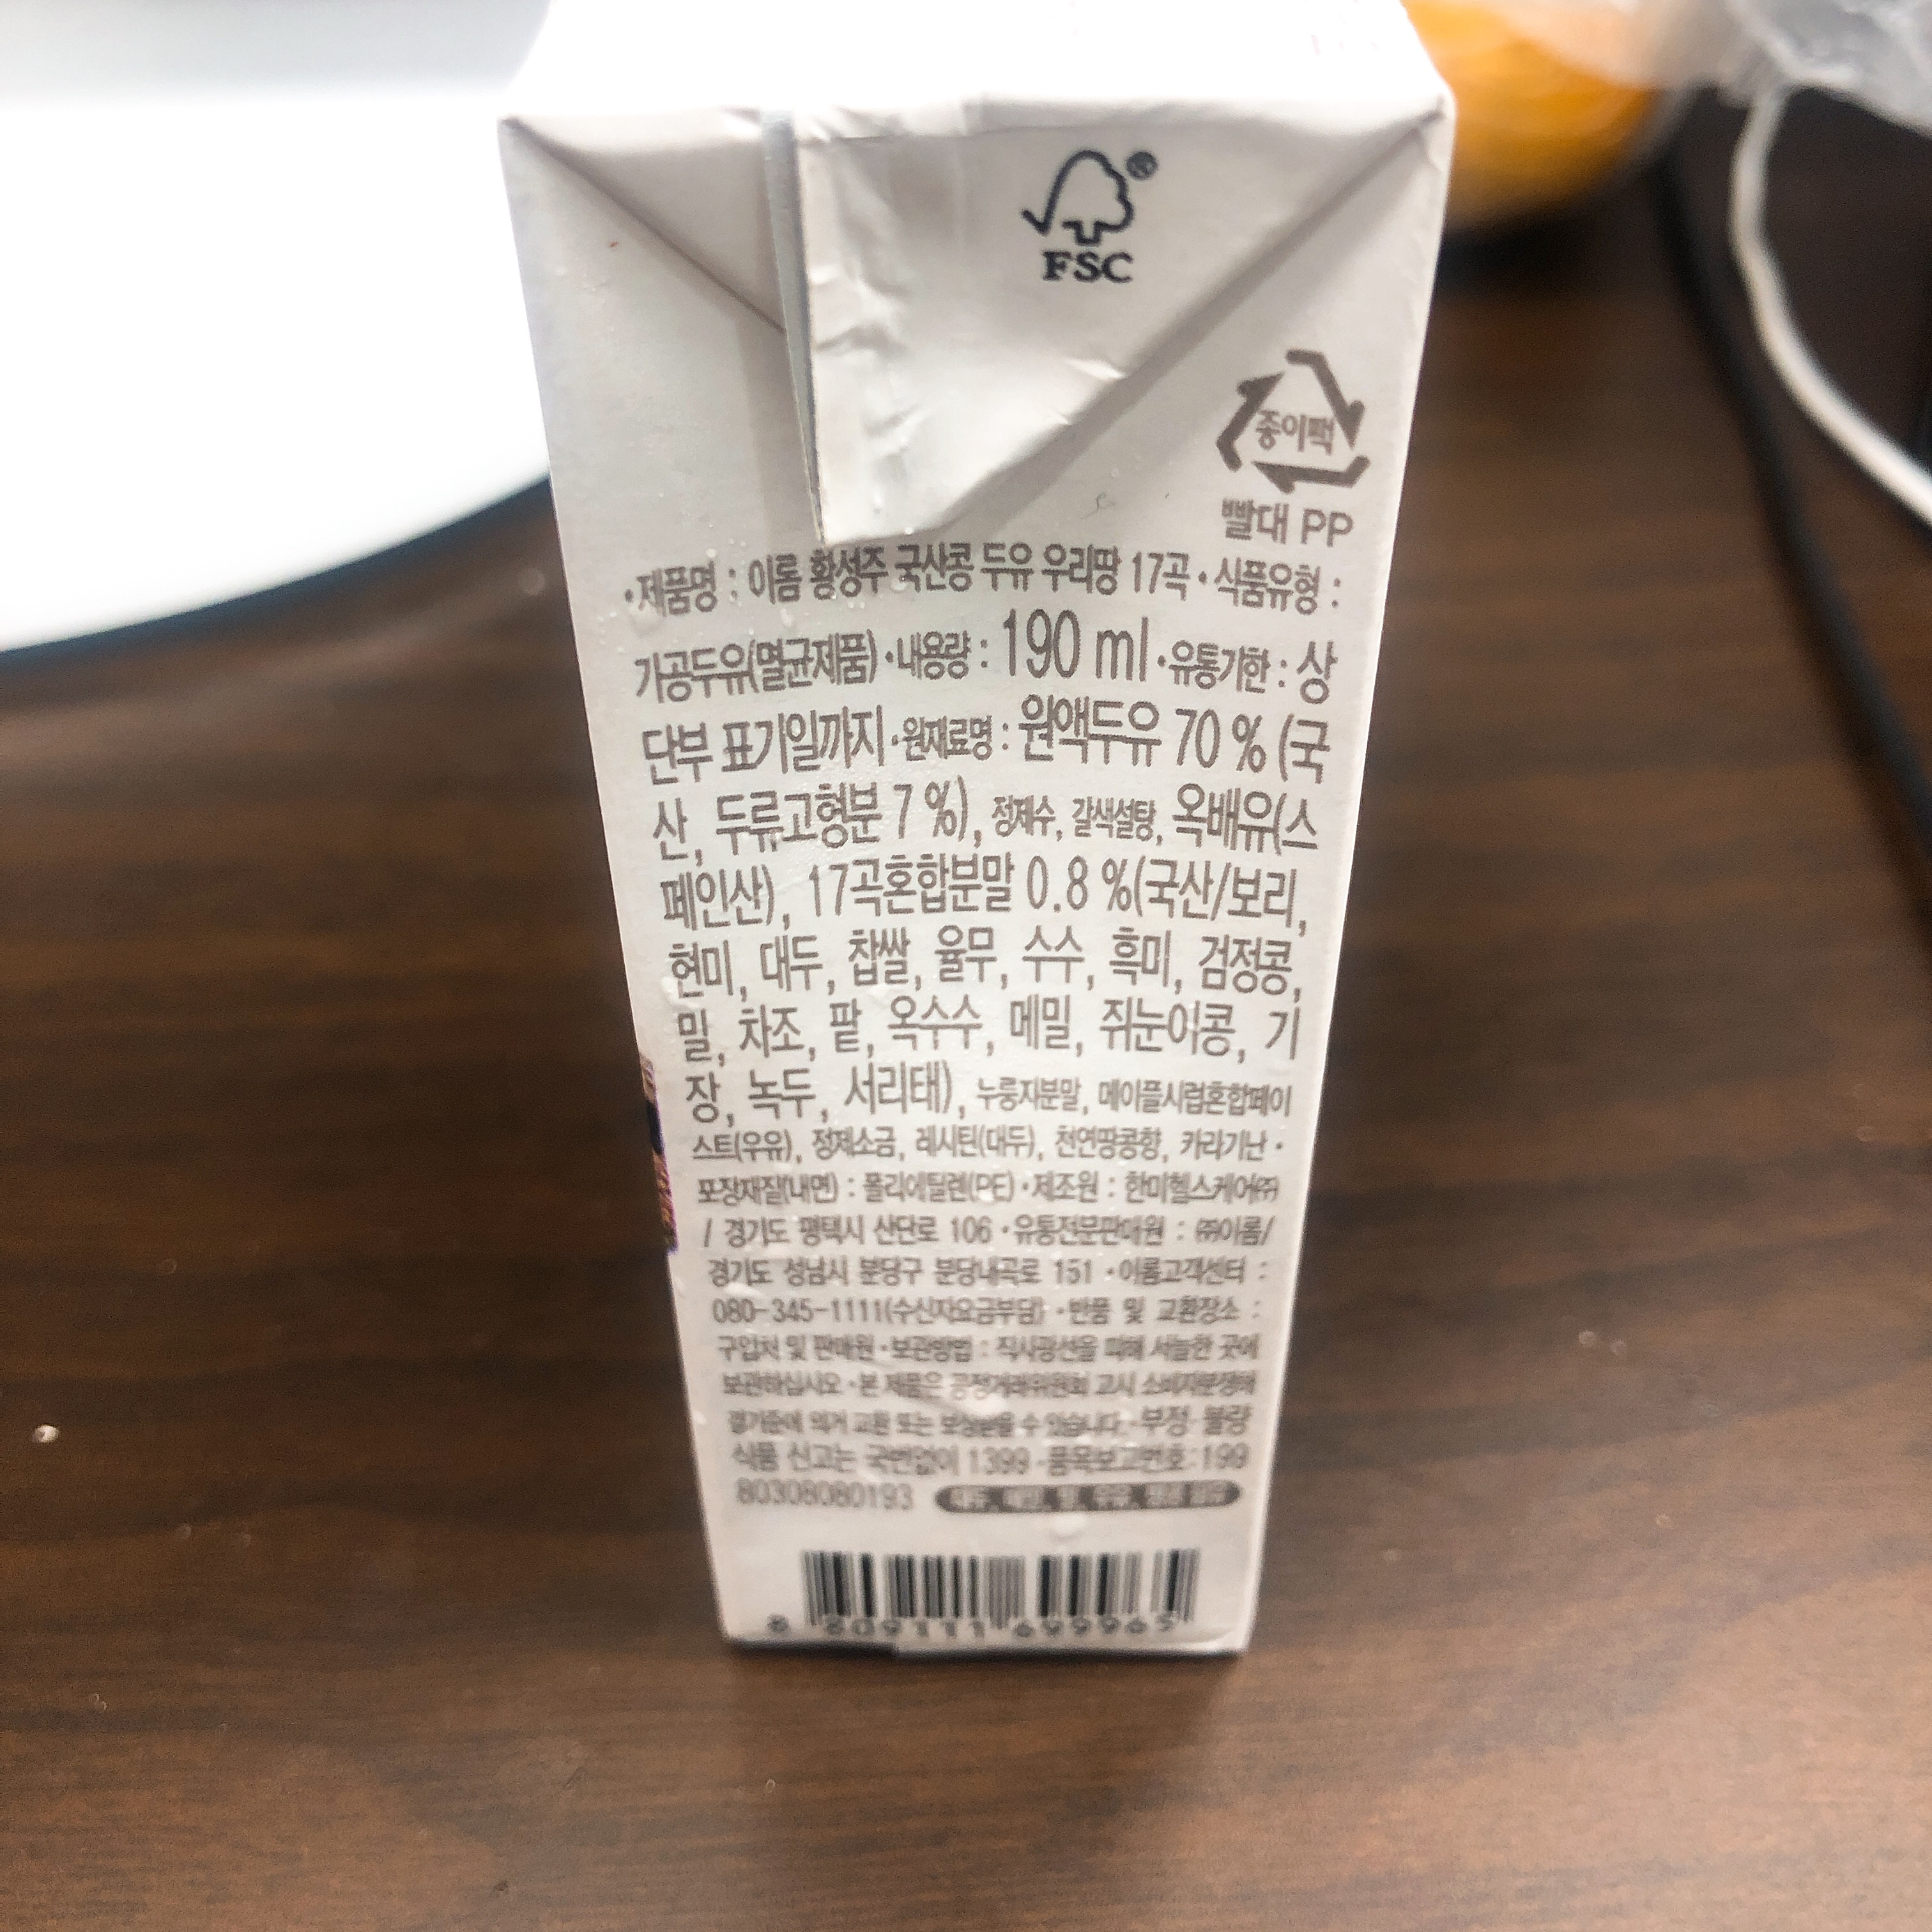 FSC
종이팩
빨대 PP
•제품명 : 이롬 황성주 국산콩 두유 우리땅 17곡 • 식품유형 :
가공두유(멸균제품) •내용량 : 190 ml •유통기한 : 상
단부 표기일까지 •원재료명 : 원액두유 70 % (국
산, 두류고형분 7 %), 정제수, 갈색설탕, 옥배유(스
페인산), 17곡혼합분말 0.8 %(국산/보리,
현미, 대두, 찹쌀, 율무, 수수, 흑미, 검정콩,
밀, 차조, 팥, 옥수수, 메밀, 쥐눈이콩, 기
장, 녹두, 서리태), 누룽지분말, 메이플시럽혼합페이
스트(우유), 정제소금, 레시틴(대두), 천연땅콩향, 카라기난 •
포장재질(내면) : 폴리에틸렌(PE) • 제조원 : 한미헬스케어㈜
/ 경기도 평택시 산단로 106 •유통전문판매원 : ㈜이롬/
경기도 성남시 분당구 분당내곡로 151 •이롬고객센터 :
080-345-1111(수신자요금부담) •반품 및 교환장소 :
구입처 및 판매원 •보관방법 : 직사광선을 피해 서늘한 곳에
보관하십시오 •본 제품은 공정거래위원회 고시 소비자분쟁해
결기준에 의거 교환 또는 보상받을 수 있습니다. •부정·불량
식품 신고는 국번없이 1399 •품목보고번호:199
80308080193 대두, 메밀, 밀, 우유, 땅콩 함유
8 809111 699965